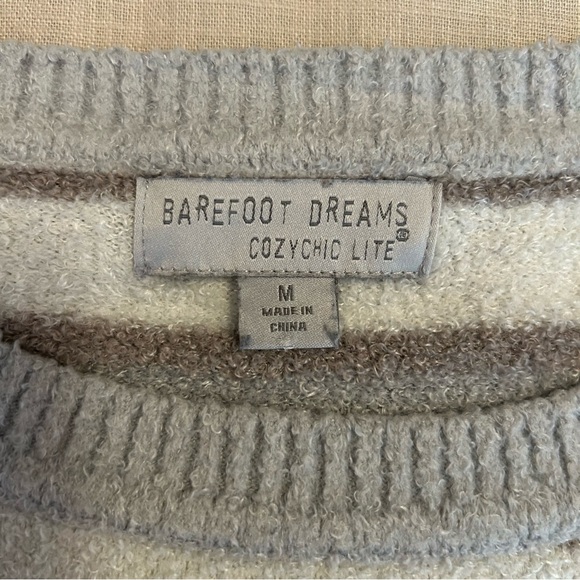 BAREFOOT DREAMS
COZYCHIC LITE®
M
MADE IN
CHINA